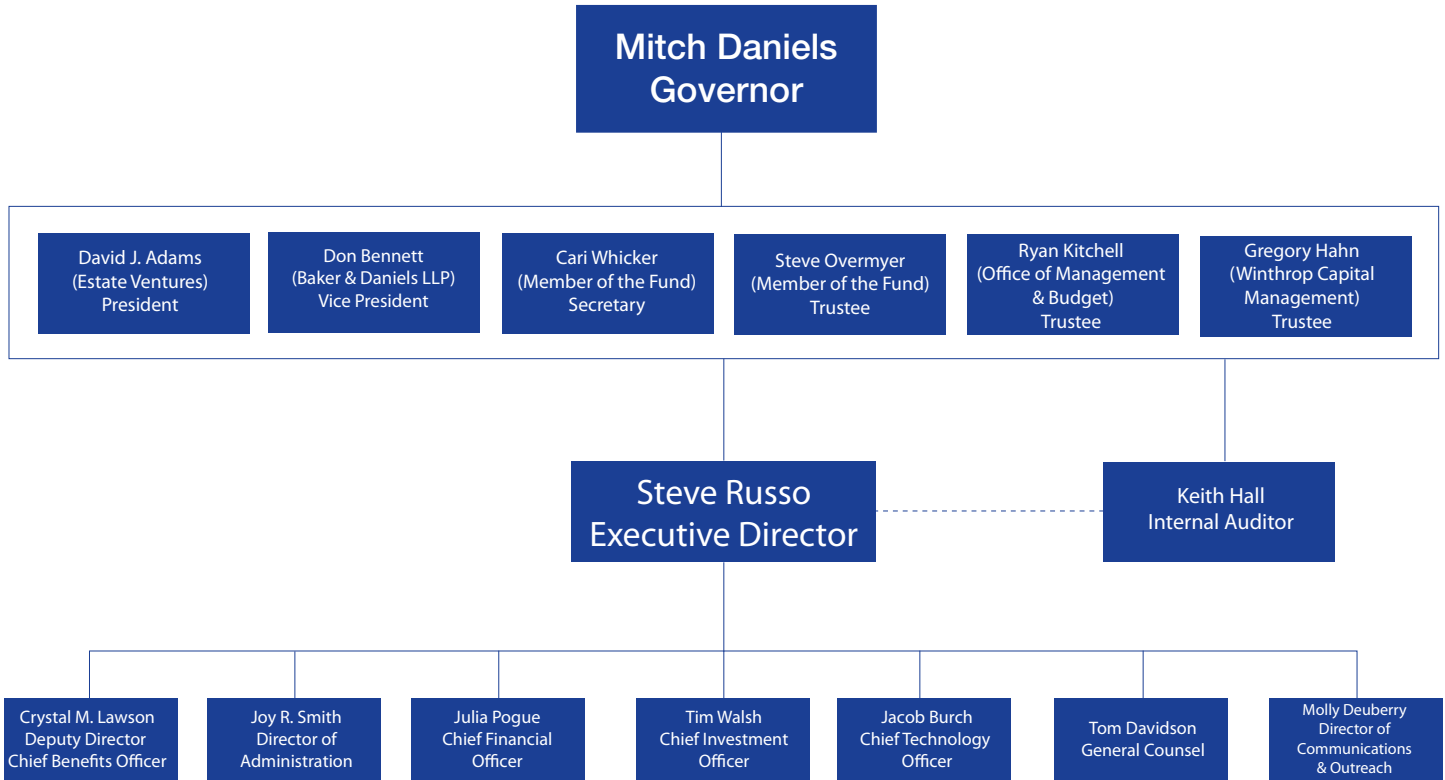 Mitch Daniels
Governor
David J. Adams
(Estate Ventures)
President
Don Bennett
(Baker & Daniels LLP)
Vice President
Cari Whicker
(Member of the Fund)
Secretary
Steve Overmyer
(Member of the Fund)
Trustee
Ryan Kitchell
(Office of Management
& Budget)
Trustee
Gregory Hahn
(Winthrop Capital
Management)
Trustee
Steve Russo
Executive Director
Keith Hall
Internal Auditor
Crystal M. Lawson
Deputy Director
Chief Benefits Officer
Joy R. Smith
Director of
Administration
Julia Pogue
Chief Financial
Officer
Tim Walsh
Chief Investment
Officer
Jacob Burch
Chief Technology
Officer
Tom Davidson
General Counsel
Molly Deuberry
Director of
Communications
& Outreach